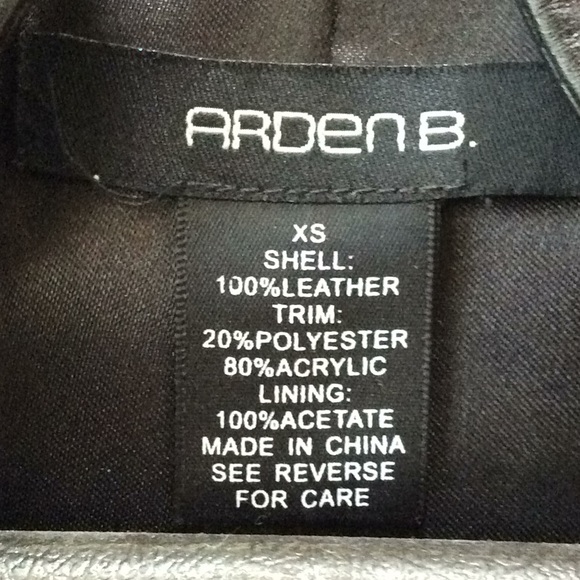 ARDen B.
XS
SHELL:
100%LEATHER
TRIM:
20%POLYESTER
80%ACRYLIC
LINING:
100%ACETATE
MADE IN CHINA
SEE REVERSE
FOR CARE